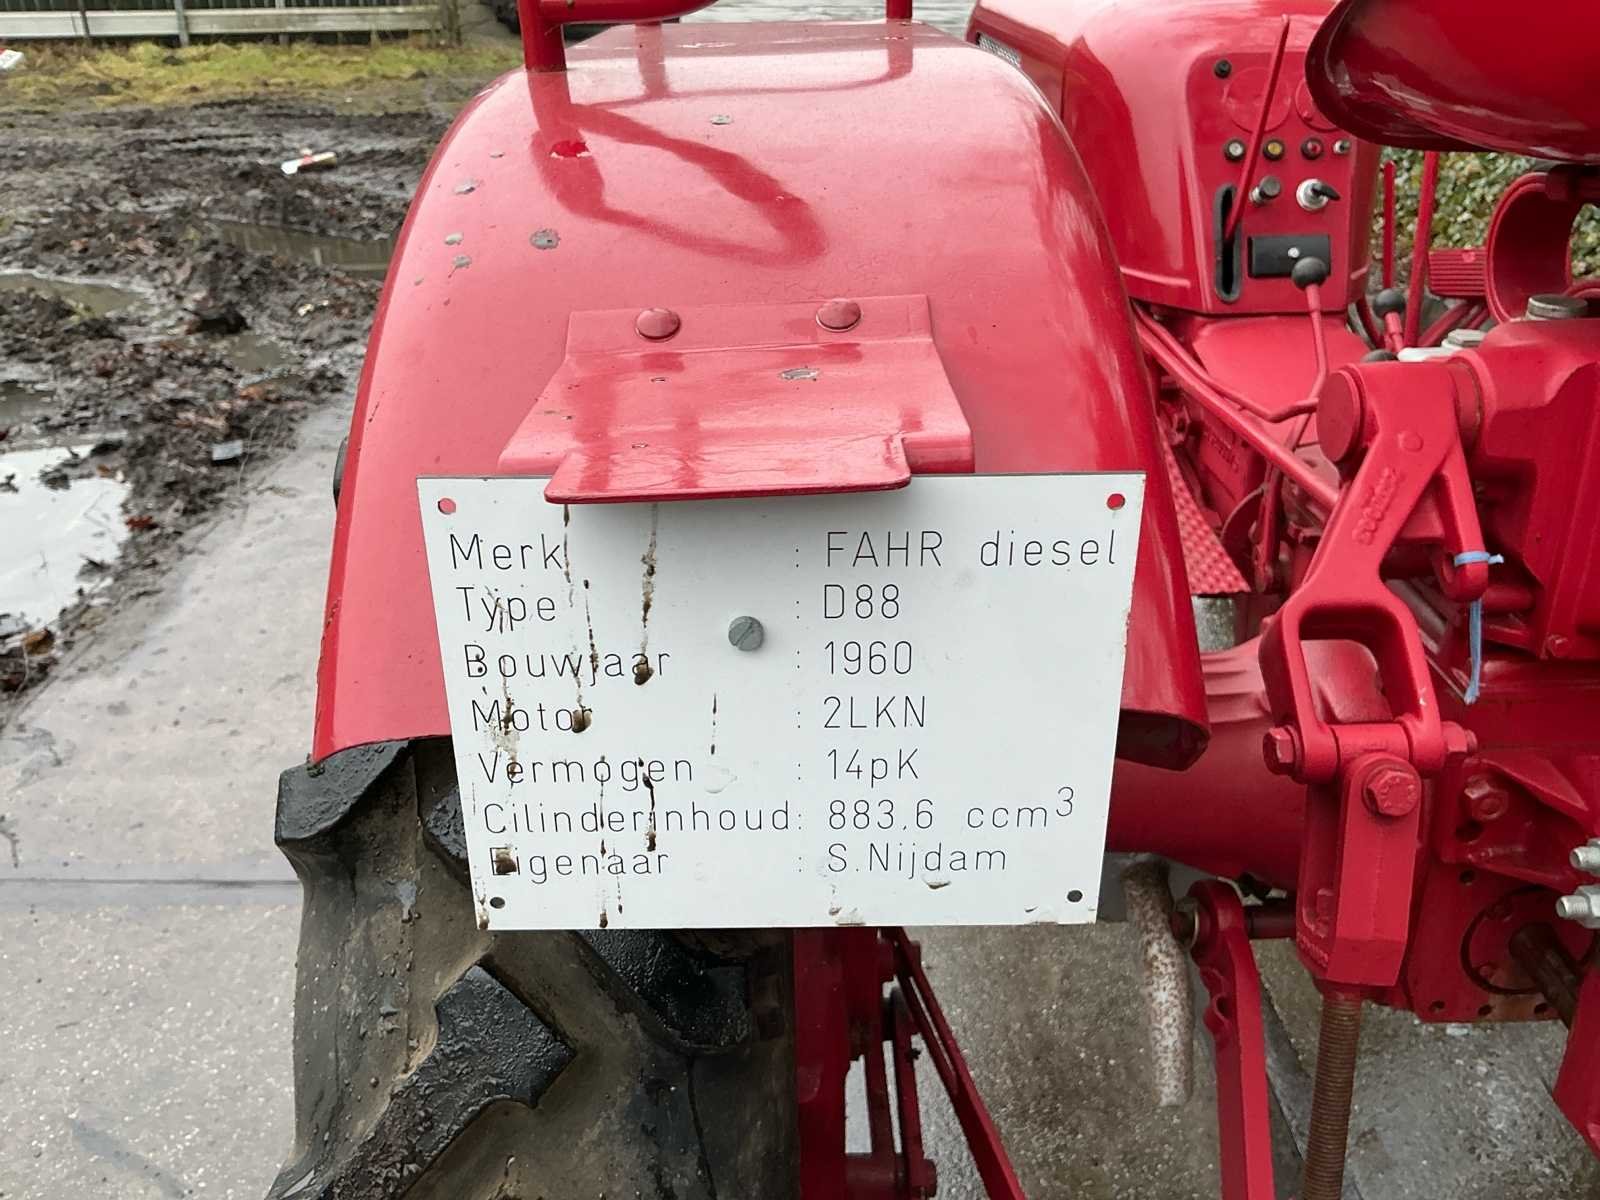 Merk : FAHR diesel
Type : D88
Bouwjaar : 1960
Motor : 2LKN
Vermogen : 14pK
Cilinderinhoud: 883.6 ccm³
Eigenaar : S.Nijdam